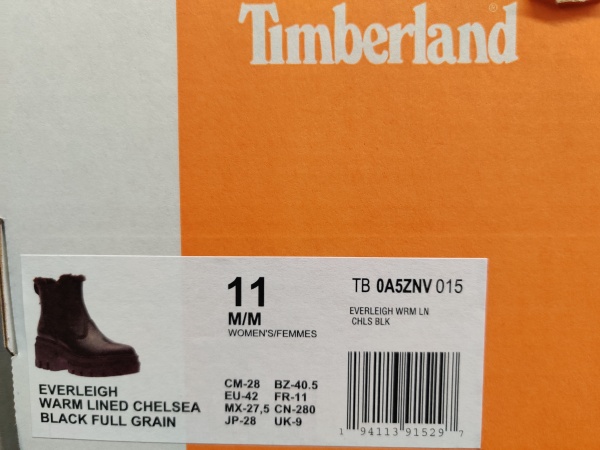 Timberland®
11
M/M
WOMEN'S/FEMMES
TB 0A5ZNV 015
EVERLEIGH WRM LN
CHLS BLK
EVERLEIGH
WARM LINED CHELSEA
BLACK FULL GRAIN
CM-28 BZ-40.5
EU-42 FR-11
MX-27,5 CN-280
JP-28 UK-9
1 94113 91529 7